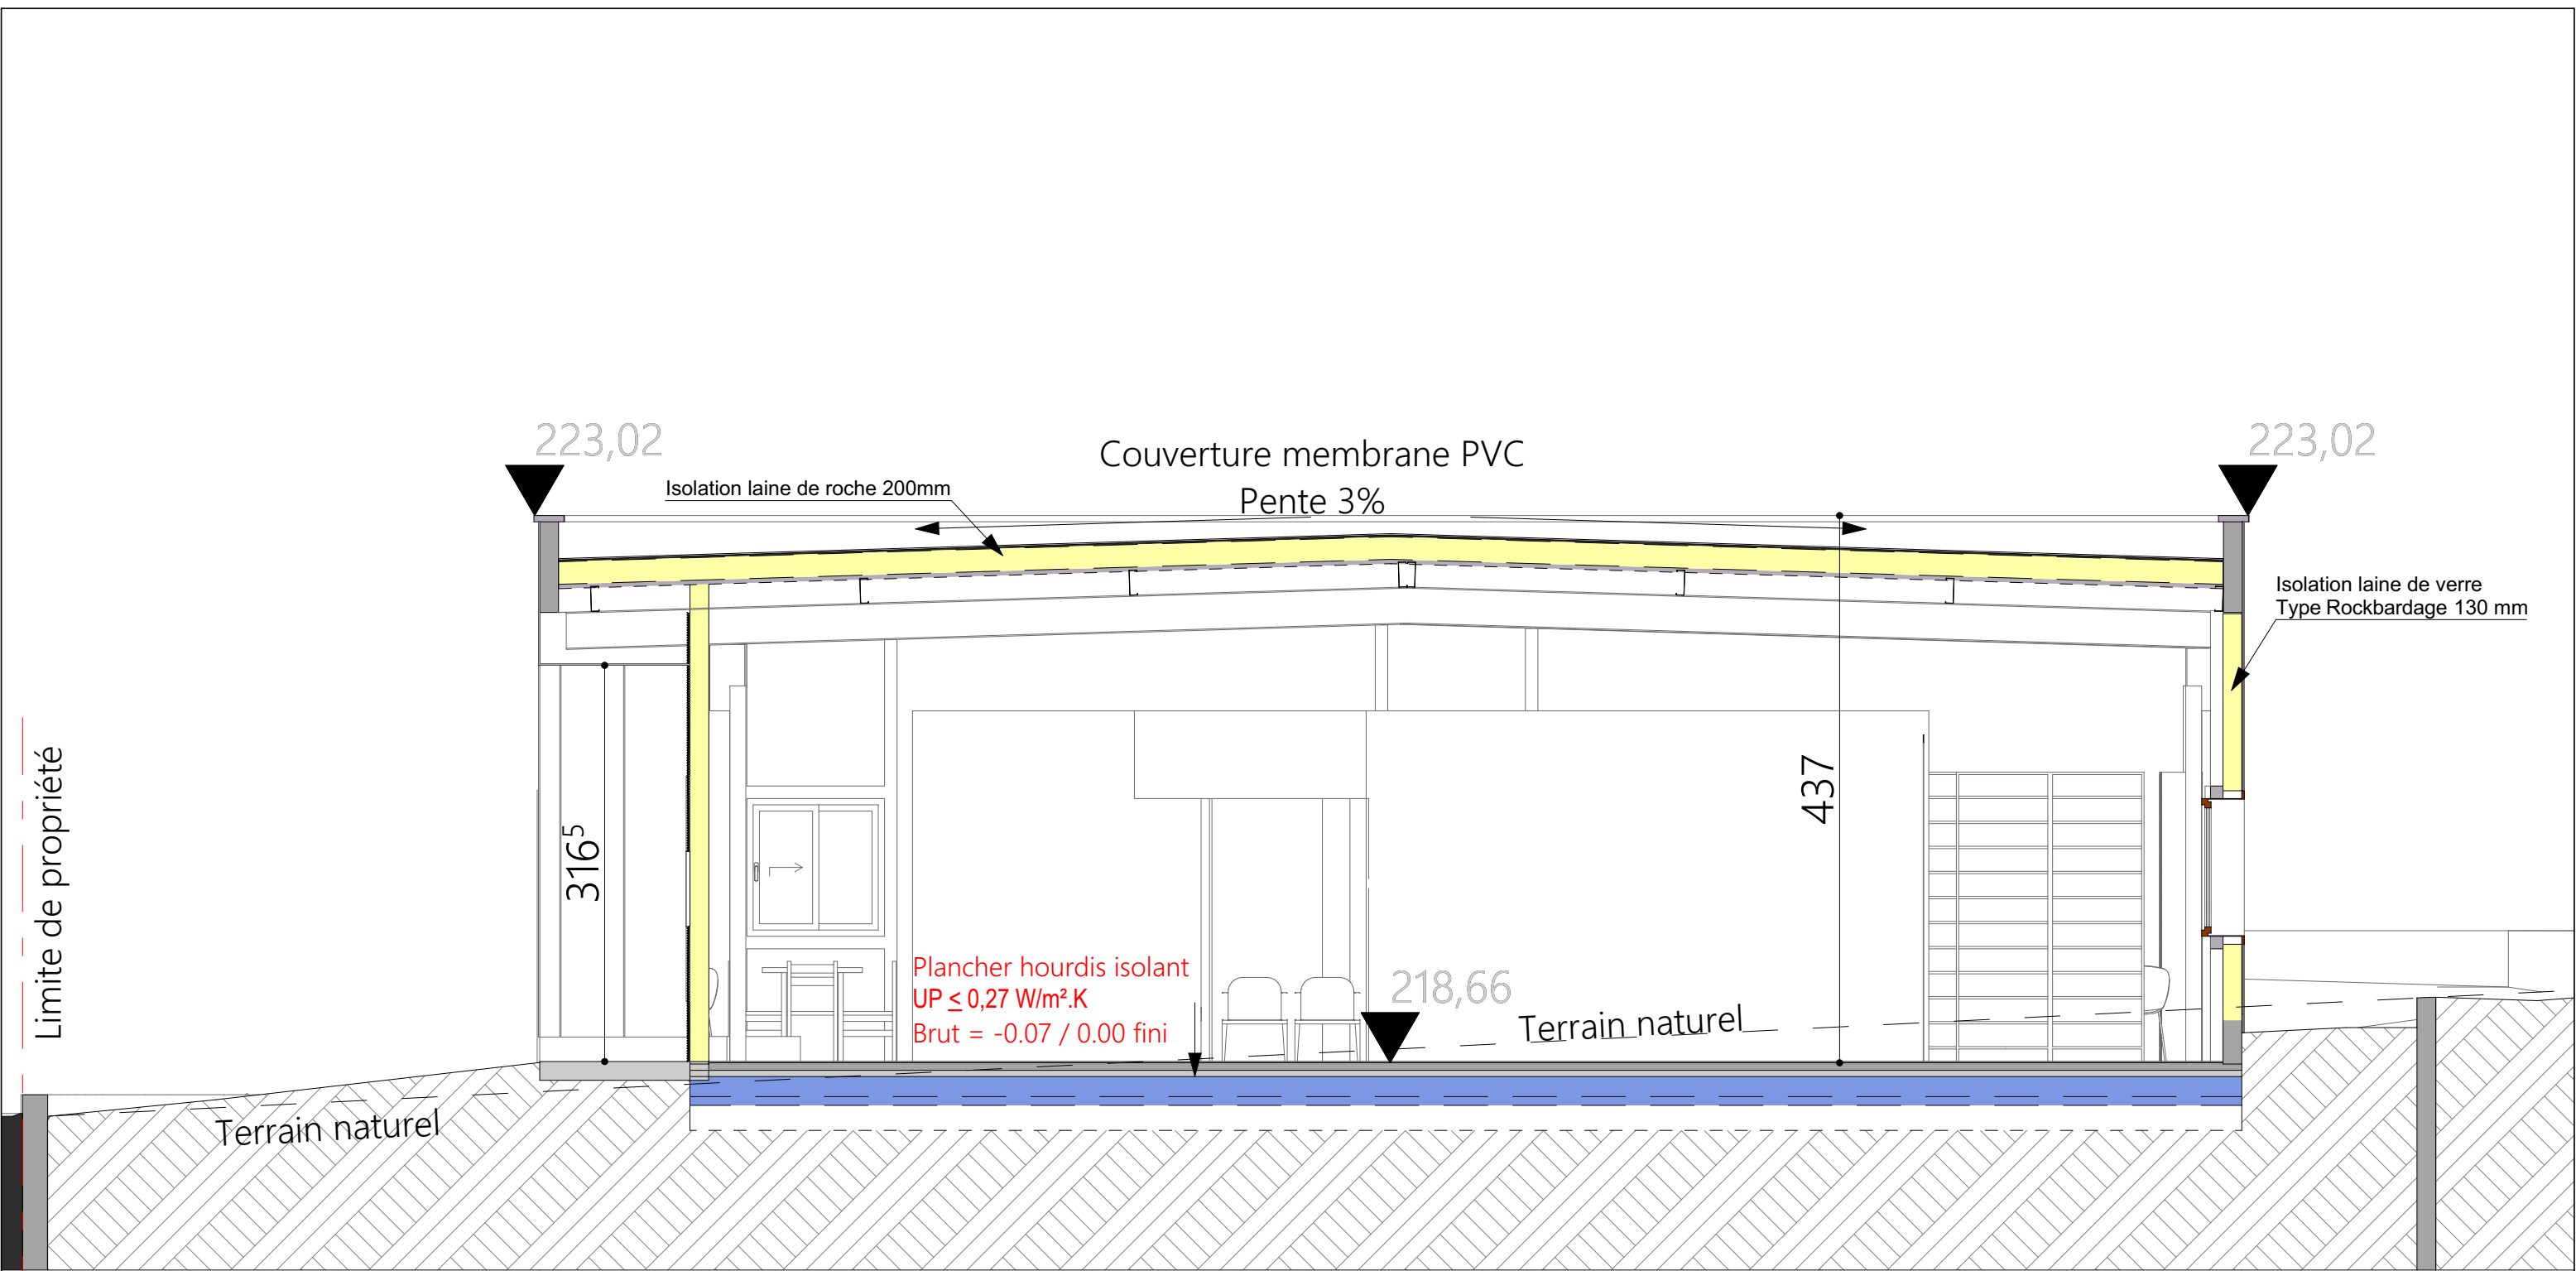 223,02
Couverture membrane PVC
223,02
Isolation laine de roche 200mm
Pente 3%
Isolation laine de verre
Type Rockbardage 130 mm
Limite de propriété
316⁵
437
Plancher hourdis isolant
UP ≤ 0,27 W/m².K
Brut = -0.07 / 0.00 fini
218,66
Terrain naturel
Terrain naturel